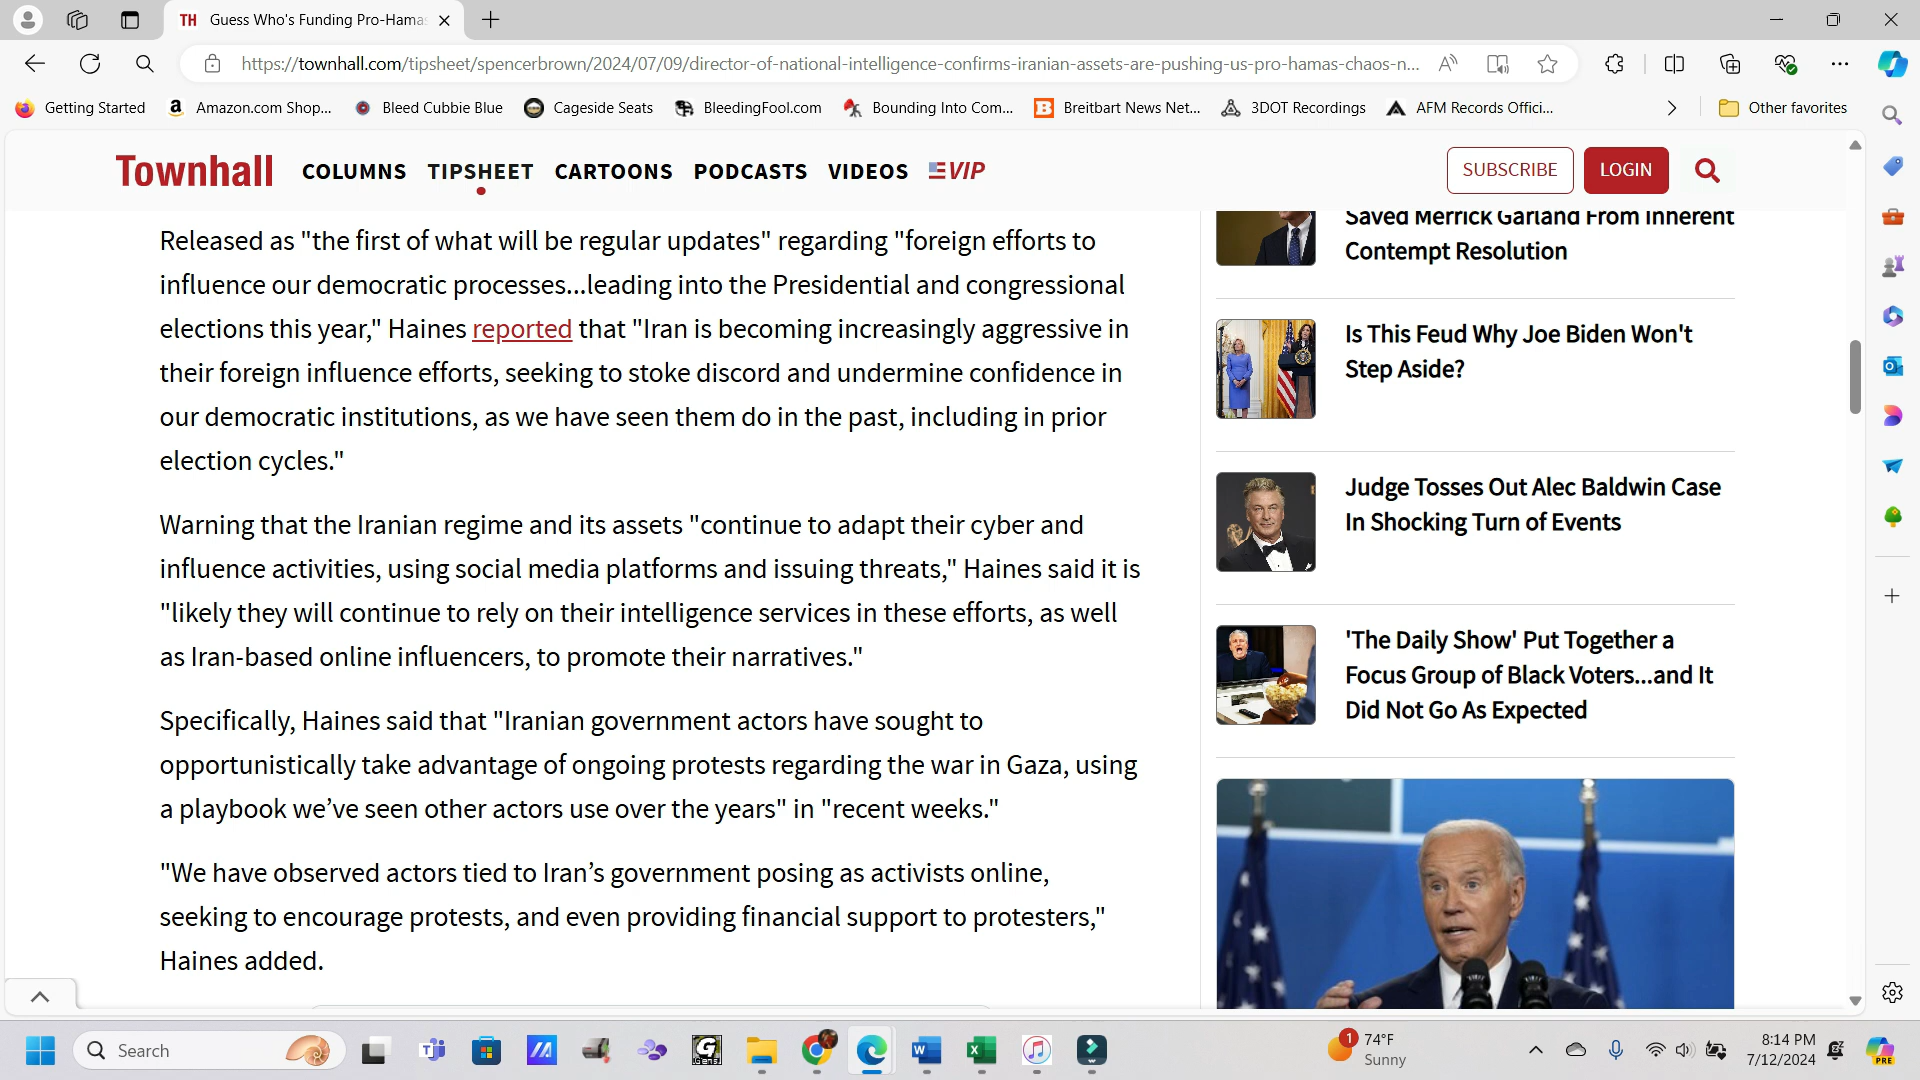 TH Guess Who's Funding Pro-Hama
https://townhall.com/tipsheet/spencerbrown/2024/07/09/director-of-national-intelligence-confirms-iranian-assets-are-pushing-us-pro-hamas-chaos-n...
Getting Started Amazon.com Shop... Bleed Cubbie Blue Cageside Seats BleedingFool.com Bounding Into Com... Breitbart News Net... 3DOT Recordings AFM Records Offici... Other favorites
Townhall COLUMNS TIPSHEET CARTOONS PODCASTS VIDEOS VIP SUBSCRIBE LOGIN
Released as "the first of what will be regular updates" regarding "foreign efforts to
influence our democratic processes...leading into the Presidential and congressional
elections this year," Haines reported that "Iran is becoming increasingly aggressive in
their foreign influence efforts, seeking to stoke discord and undermine confidence in
our democratic institutions, as we have seen them do in the past, including in prior
election cycles."
Warning that the Iranian regime and its assets "continue to adapt their cyber and
influence activities, using social media platforms and issuing threats," Haines said it is
"likely they will continue to rely on their intelligence services in these efforts, as well
as Iran-based online influencers, to promote their narratives."
Specifically, Haines said that "Iranian government actors have sought to
opportunistically take advantage of ongoing protests regarding the war in Gaza, using
a playbook we’ve seen other actors use over the years" in "recent weeks."
"We have observed actors tied to Iran’s government posing as activists online,
seeking to encourage protests, and even providing financial support to protesters,"
Haines added.
Saved Merrick Garland From Inherent
Contempt Resolution
Is This Feud Why Joe Biden Won't
Step Aside?
Judge Tosses Out Alec Baldwin Case
In Shocking Turn of Events
'The Daily Show' Put Together a
Focus Group of Black Voters...and It
Did Not Go As Expected
Search
1 74°F
Sunny
8:14 PM
7/12/2024
PRE